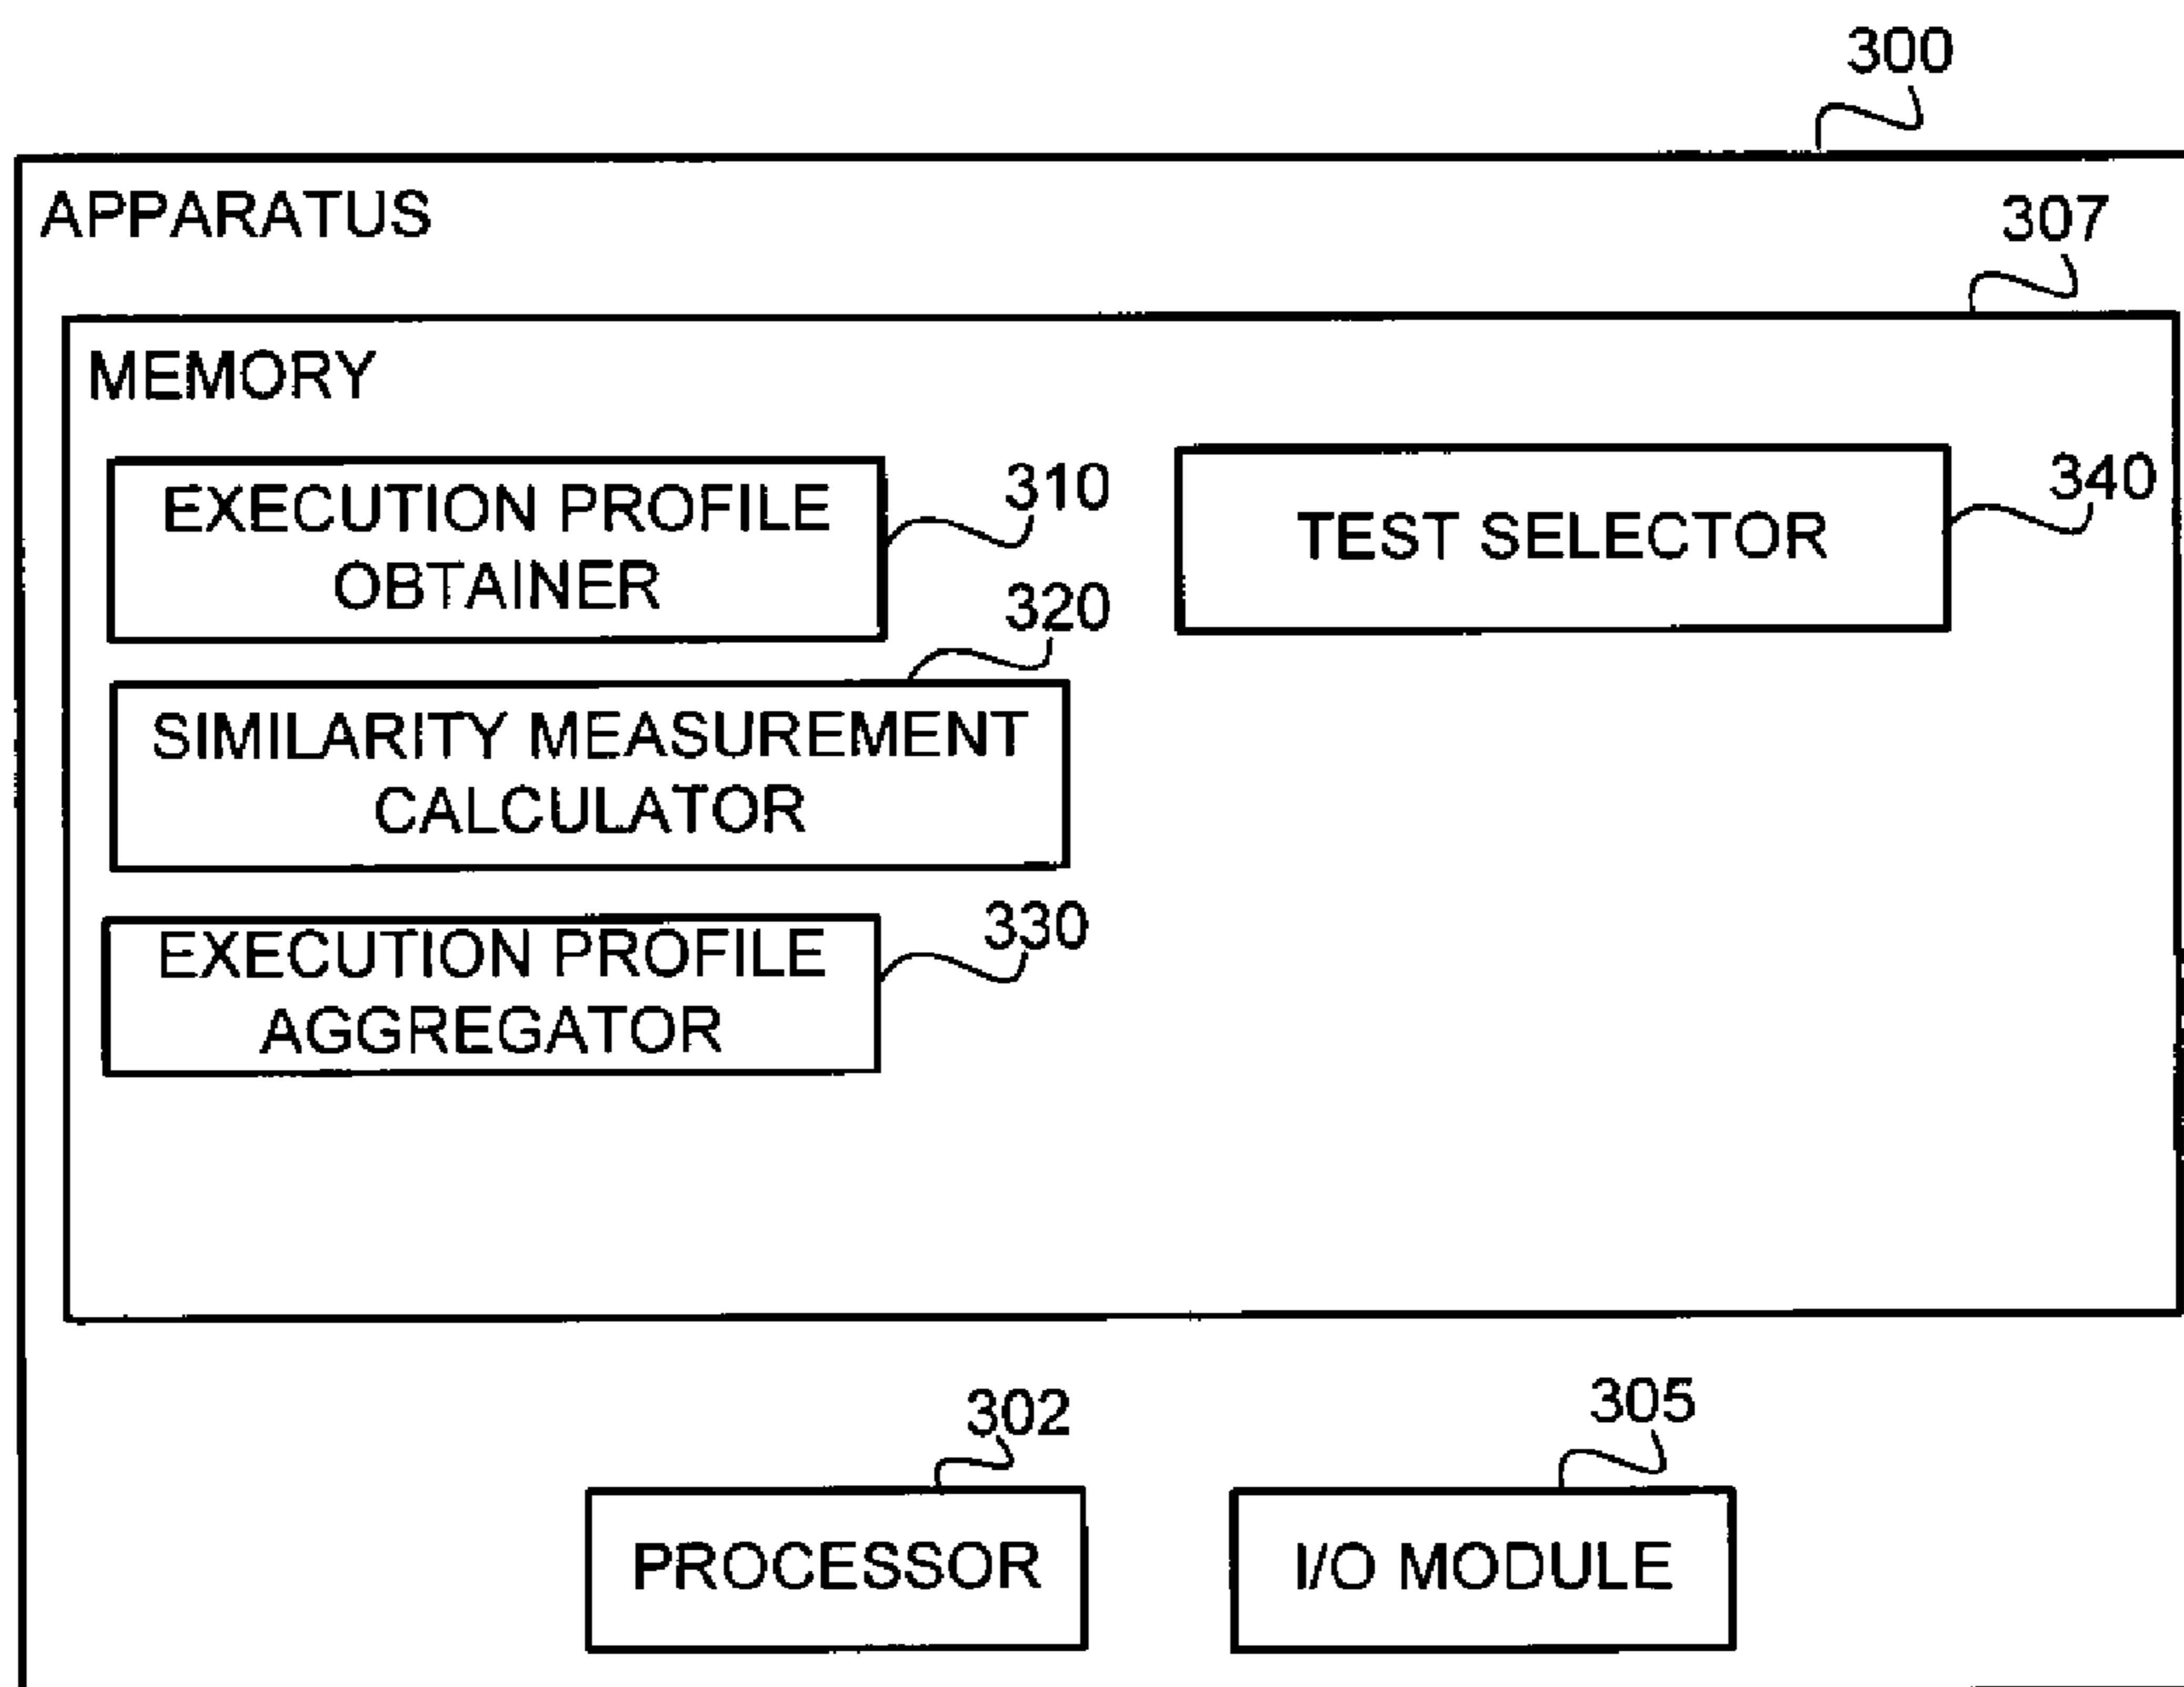 300
APPARATUS
307
MEMORY
EXECUTION PROFILE
OBTAINER
310
TEST SELECTOR
340
320
SIMILARITY MEASUREMENT
CALCULATOR
330
EXECUTION PROFILE
AGGREGATOR
302
305
PROCESSOR
I/O MODULE